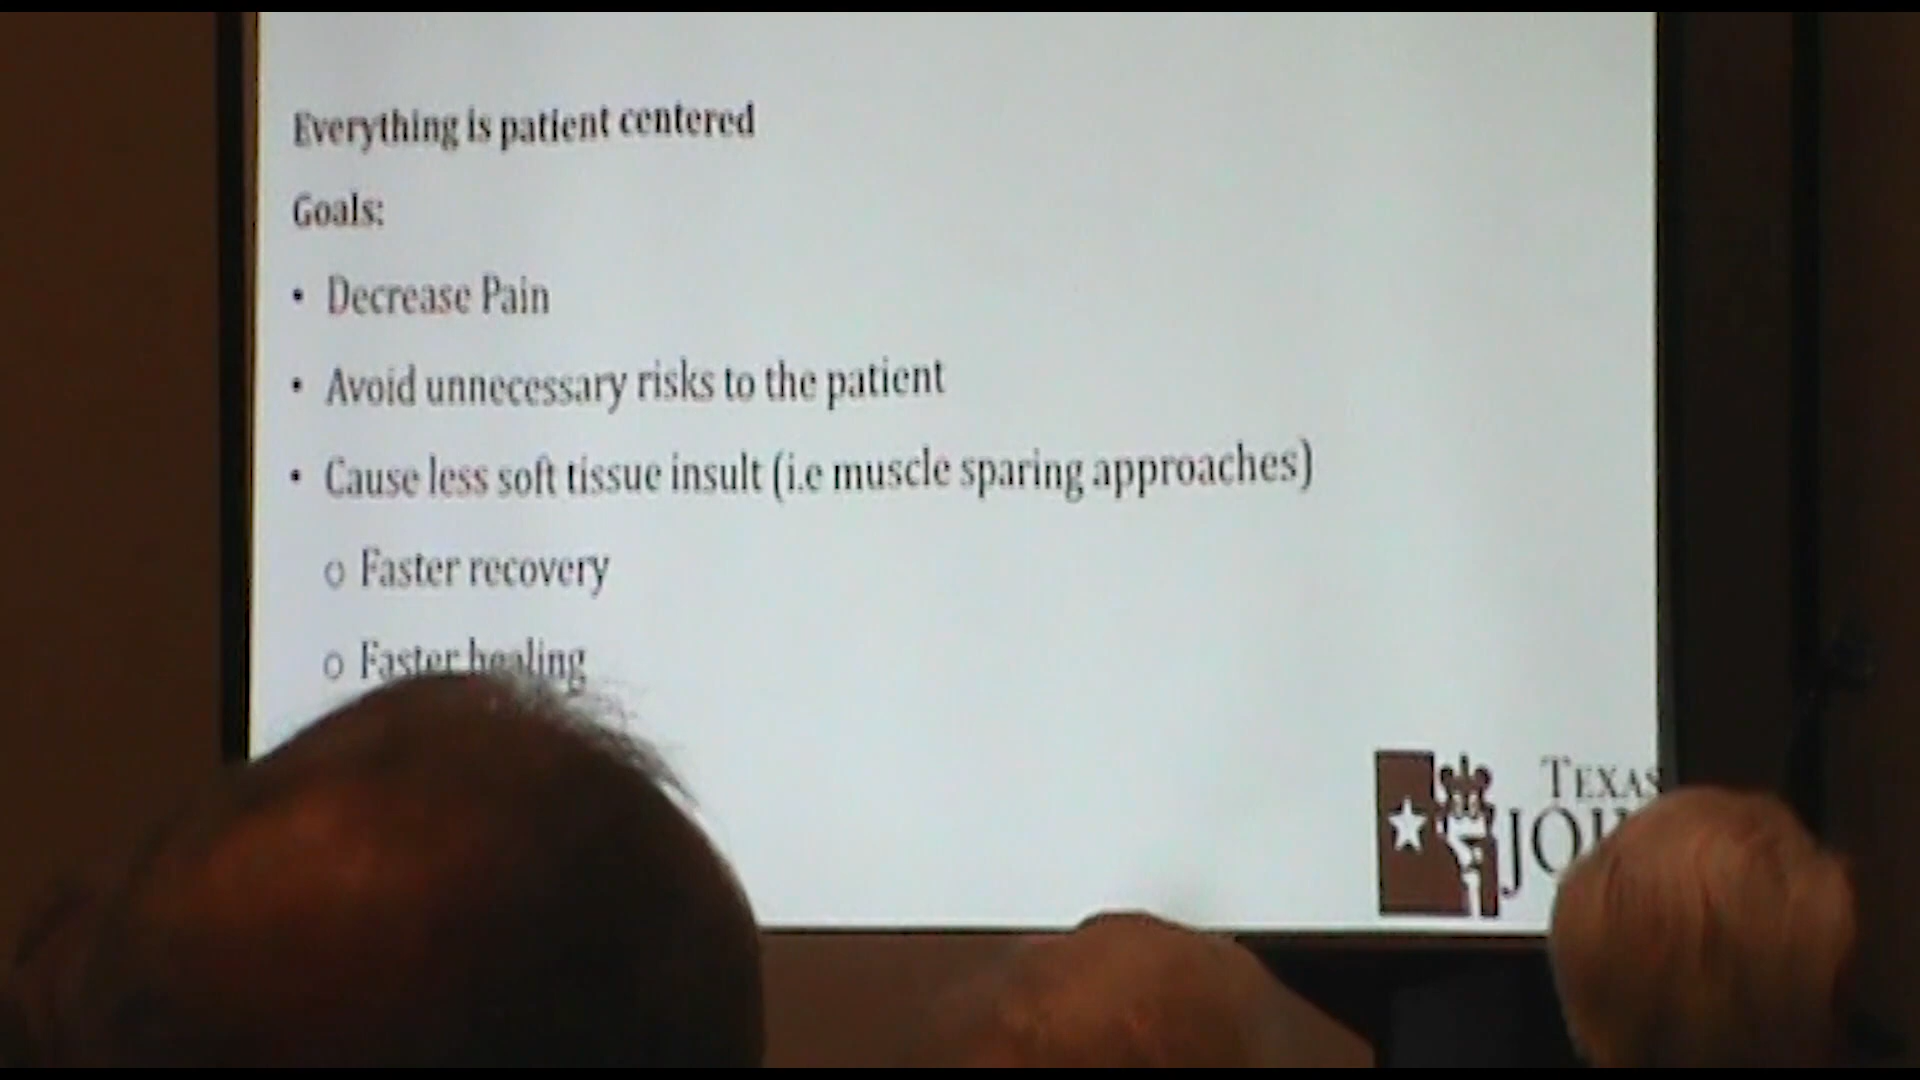 Everything is patient centered
Goals:
• Decrease Pain
• Avoid unnecessary risks to the patient
• Cause less soft tissue insult (i.e muscle sparing approaches)
o Faster recovery
o Faster healing
TEXAS